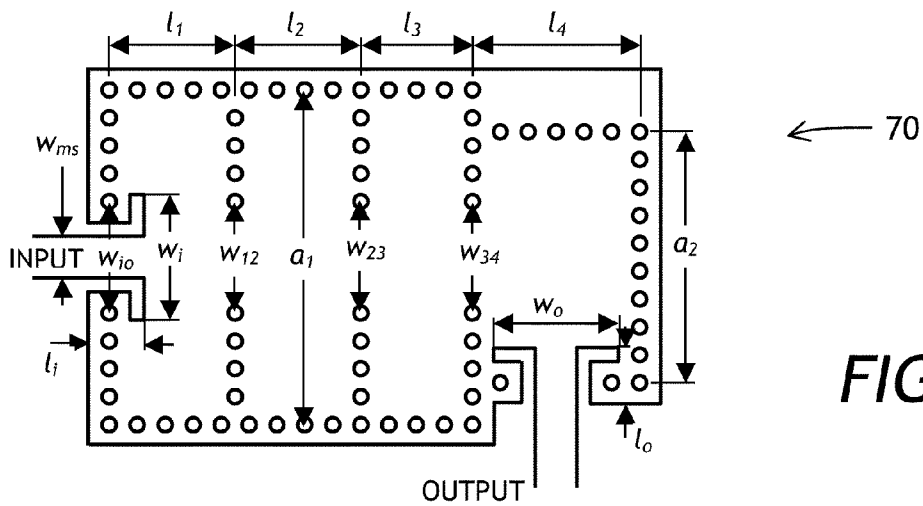 l1 l2 l3 l4
70
wms
INPUT wio wi w12 a1 w23 w34 a2
wo
li
FIG
lo
OUTPUT